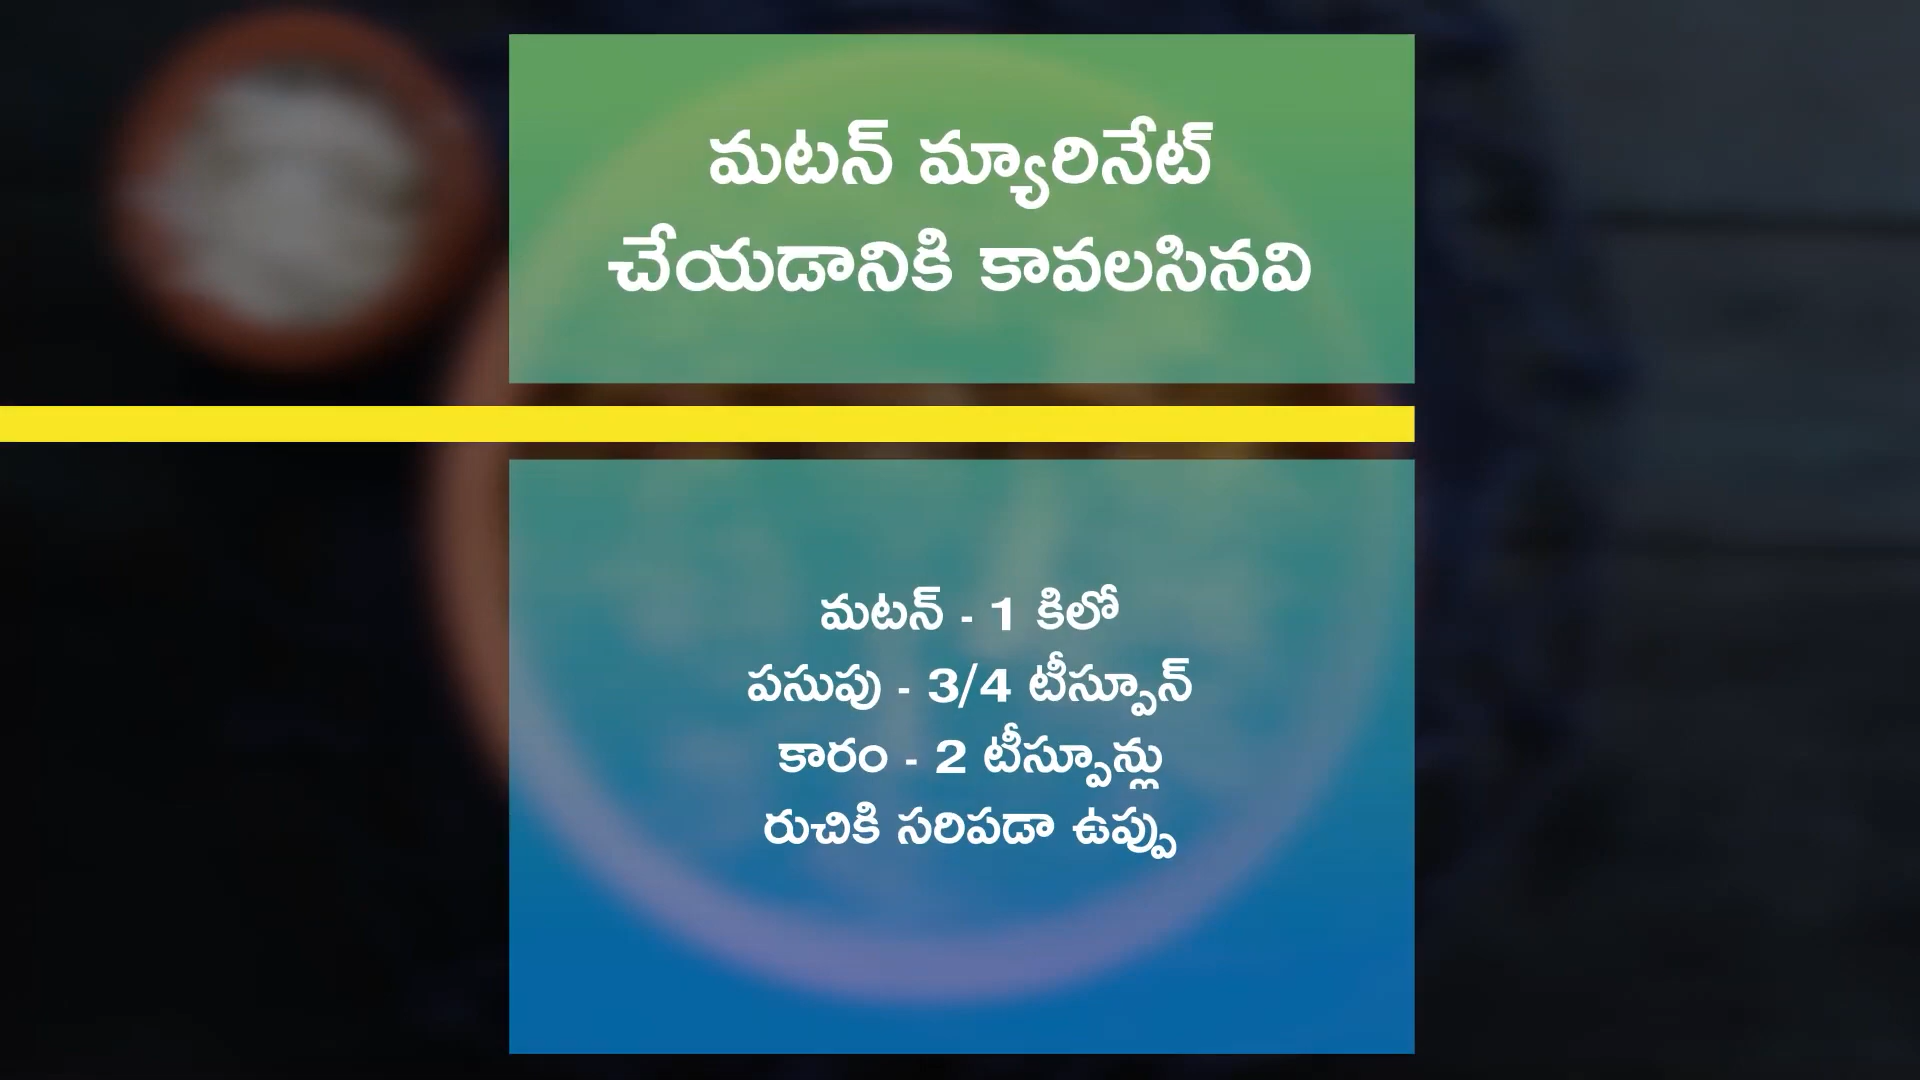 మటన్ మ్యారినేట్
చేయడానికి కావలసినవి
మటన్ - 1 కిలో
పసుపు - 3/4 టీస్పూన్
కారం - 2 టీస్పూన్లు
రుచికి సరిపడా ఉప్పు